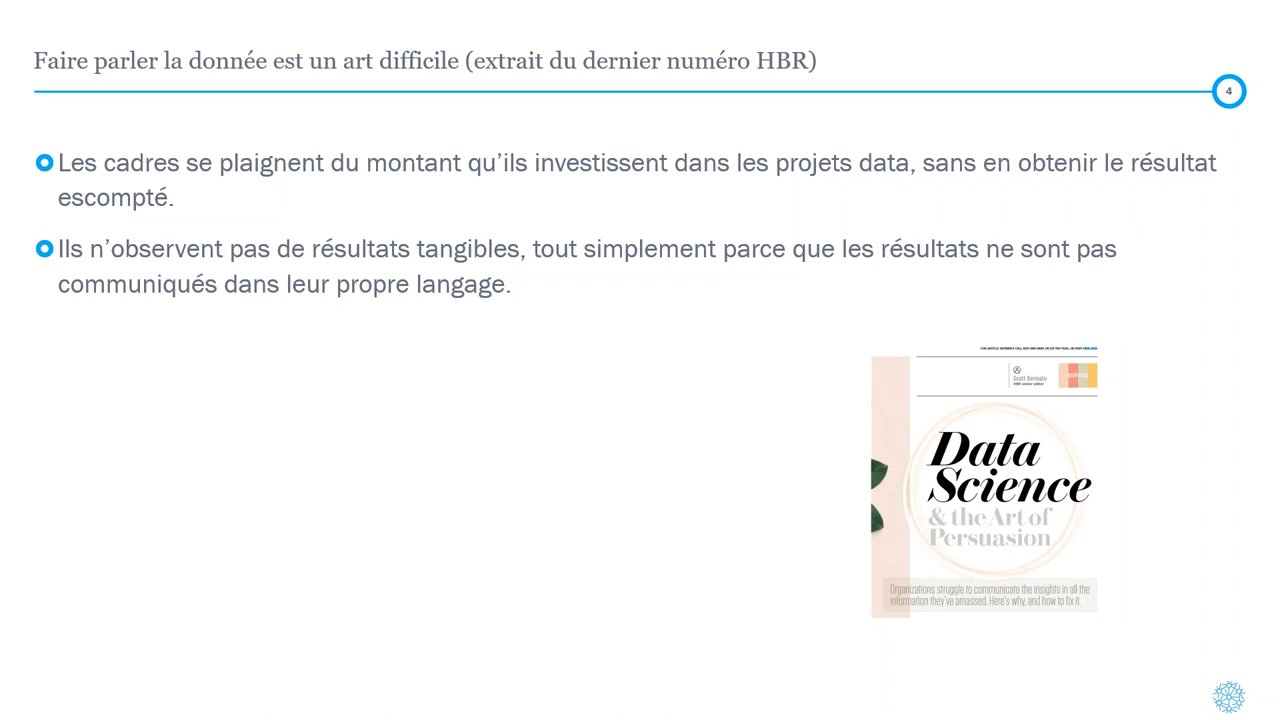 Faire parler la donnée est un art difficile (extrait du dernier numéro HBR)
4
Les cadres se plaignent du montant qu’ils investissent dans les projets data, sans en obtenir le résultat
escompté.
Ils n’observent pas de résultats tangibles, tout simplement parce que les résultats ne sont pas
communiqués dans leur propre langage.
Scott Berinato
HBR senior editor
Data
Science
& the Art of
Persuasion
Organizations struggle to communicate the insights in all the
information they’ve amassed. Here’s why, and how to fix it.